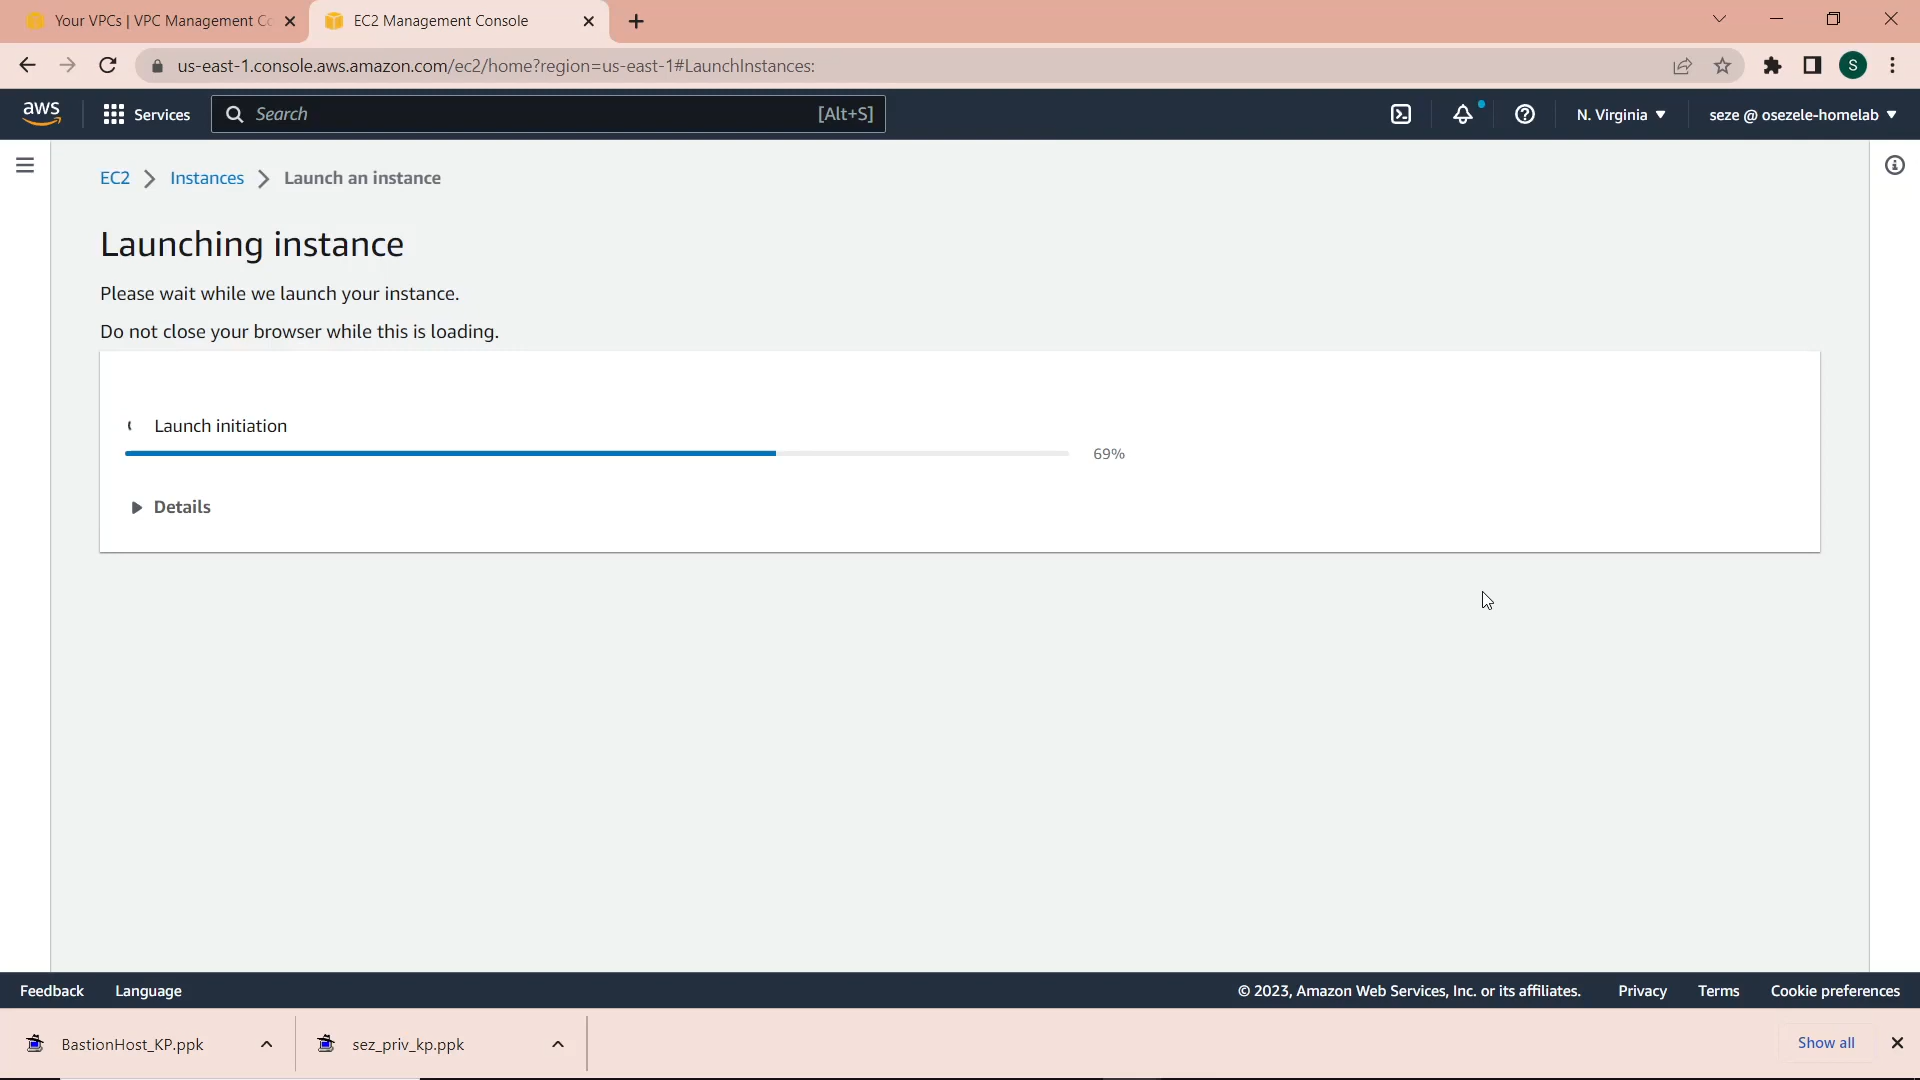 Your VPCs | VPC Management Co
EC2 Management Console
us-east-1.console.aws.amazon.com/ec2/home?region=us-east-1#LaunchInstances:
S
aws
Services
Search
[Alt+S]
N. Virginia
seze @ osezele-homelab
EC2
Instances
Launch an instance
Launching instance
Please wait while we launch your instance.
Do not close your browser while this is loading.
Launch initiation
69%
Details
Feedback
Language
© 2023, Amazon Web Services, Inc. or its affiliates.
Privacy
Terms
Cookie preferences
BastionHost_KP.ppk
sez_priv_kp.ppk
Show all